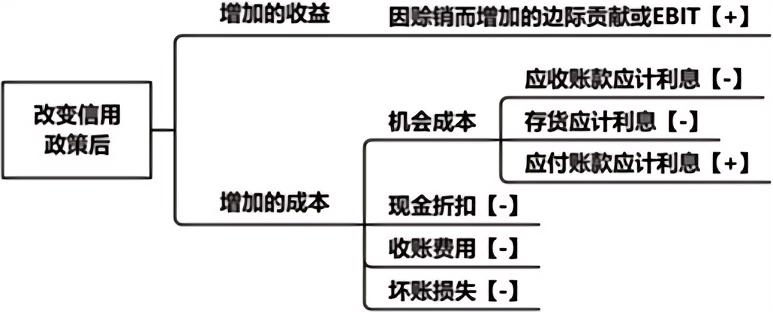 增加的收益
因赊销而增加的边际贡献或EBIT【+】
改变信用
政策后
增加的成本
机会成本
应收账款应计利息【-】
存货应计利息【-】
应付账款应计利息【+】
现金折扣【-】
收账费用【-】
坏账损失【-】